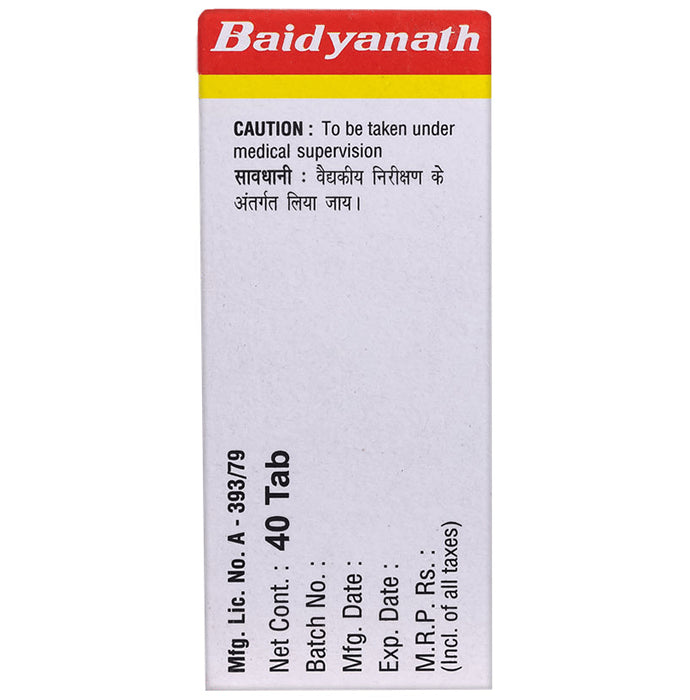 Baidyanath
CAUTION : To be taken under
medical supervision
सावधानी : वैद्यकीय निरीक्षण के
अंतर्गत लिया जाय।
Mfg. Lic. No. A - 393/79
Net Cont. : 40 Tab
Batch No. :
Mfg. Date :
Exp. Date :
M.R.P. Rs. :
(Incl. of all taxes)